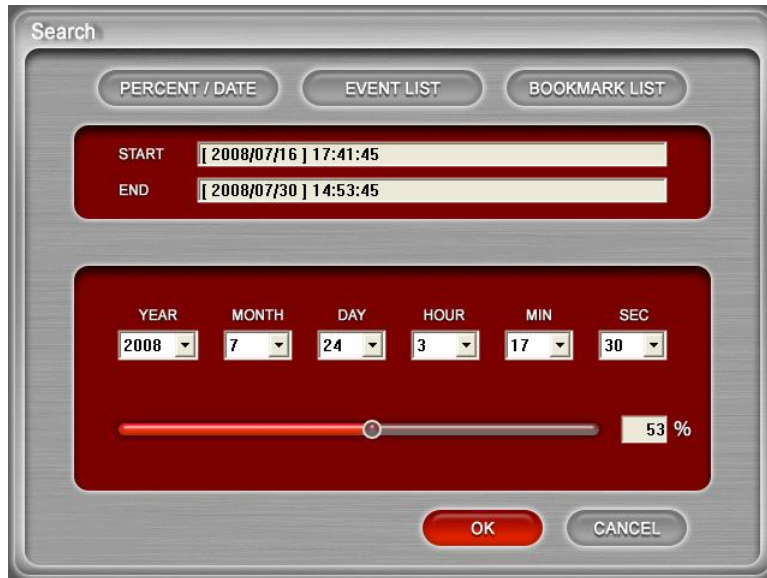 Search
PERCENT / DATE EVENT LIST BOOKMARK LIST
START [ 2008/07/16 ] 17:41:45
END [ 2008/07/30 ] 14:53:45
YEAR MONTH DAY HOUR MIN SEC
2008 7 24 3 17 30
53 %
OK CANCEL